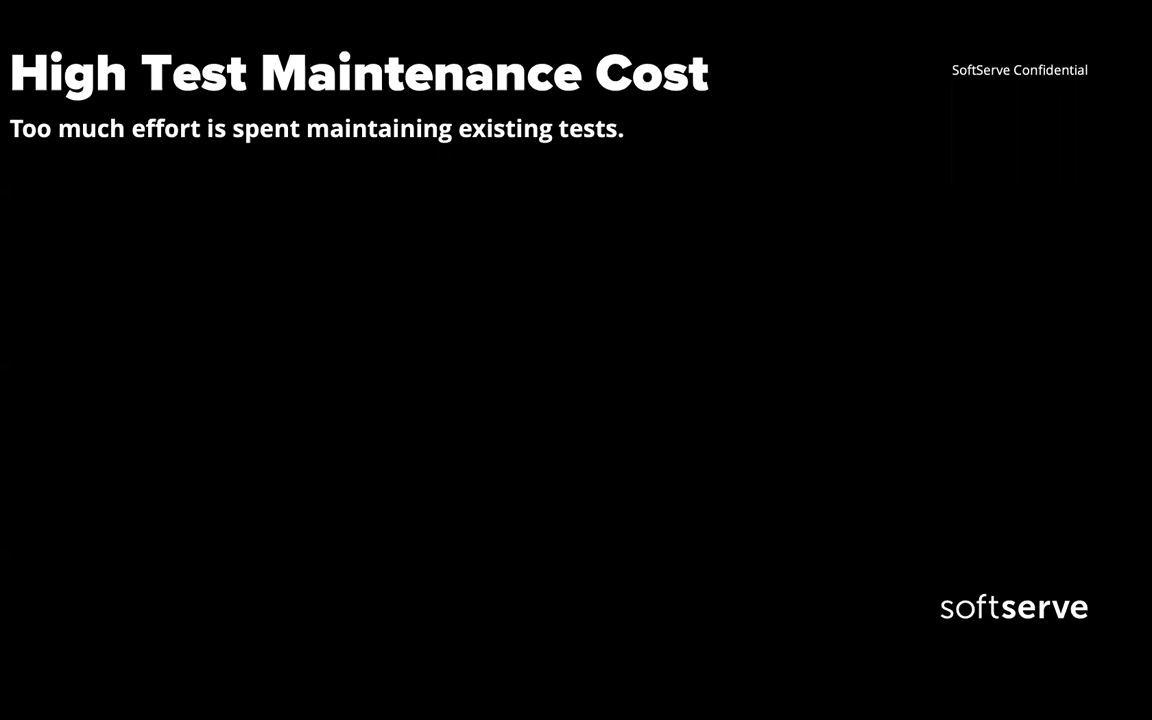 High Test Maintenance Cost
SoftServe Confidential
Too much effort is spent maintaining existing tests.
softserve